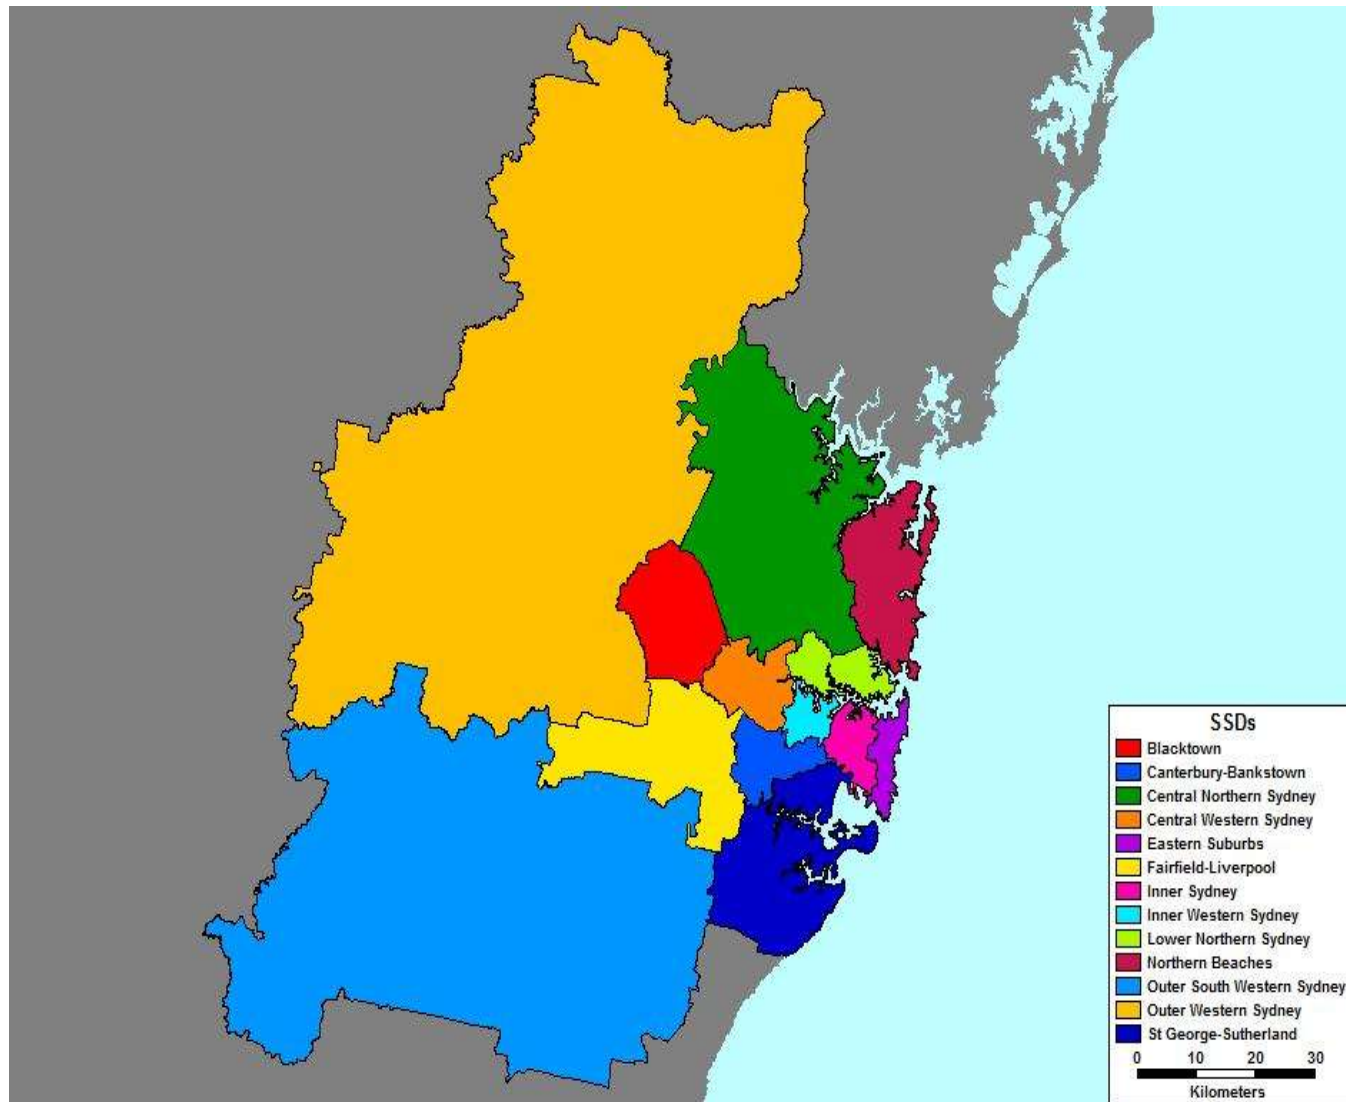 SSDs
Blacktown
Canterbury-Bankstown
Central Northern Sydney
Central Western Sydney
Eastern Suburbs
Fairfield-Liverpool
Inner Sydney
Inner Western Sydney
Lower Northern Sydney
Northern Beaches
Outer South Western Sydney
Outer Western Sydney
St George-Sutherland
0 10 20 30
Kilometers